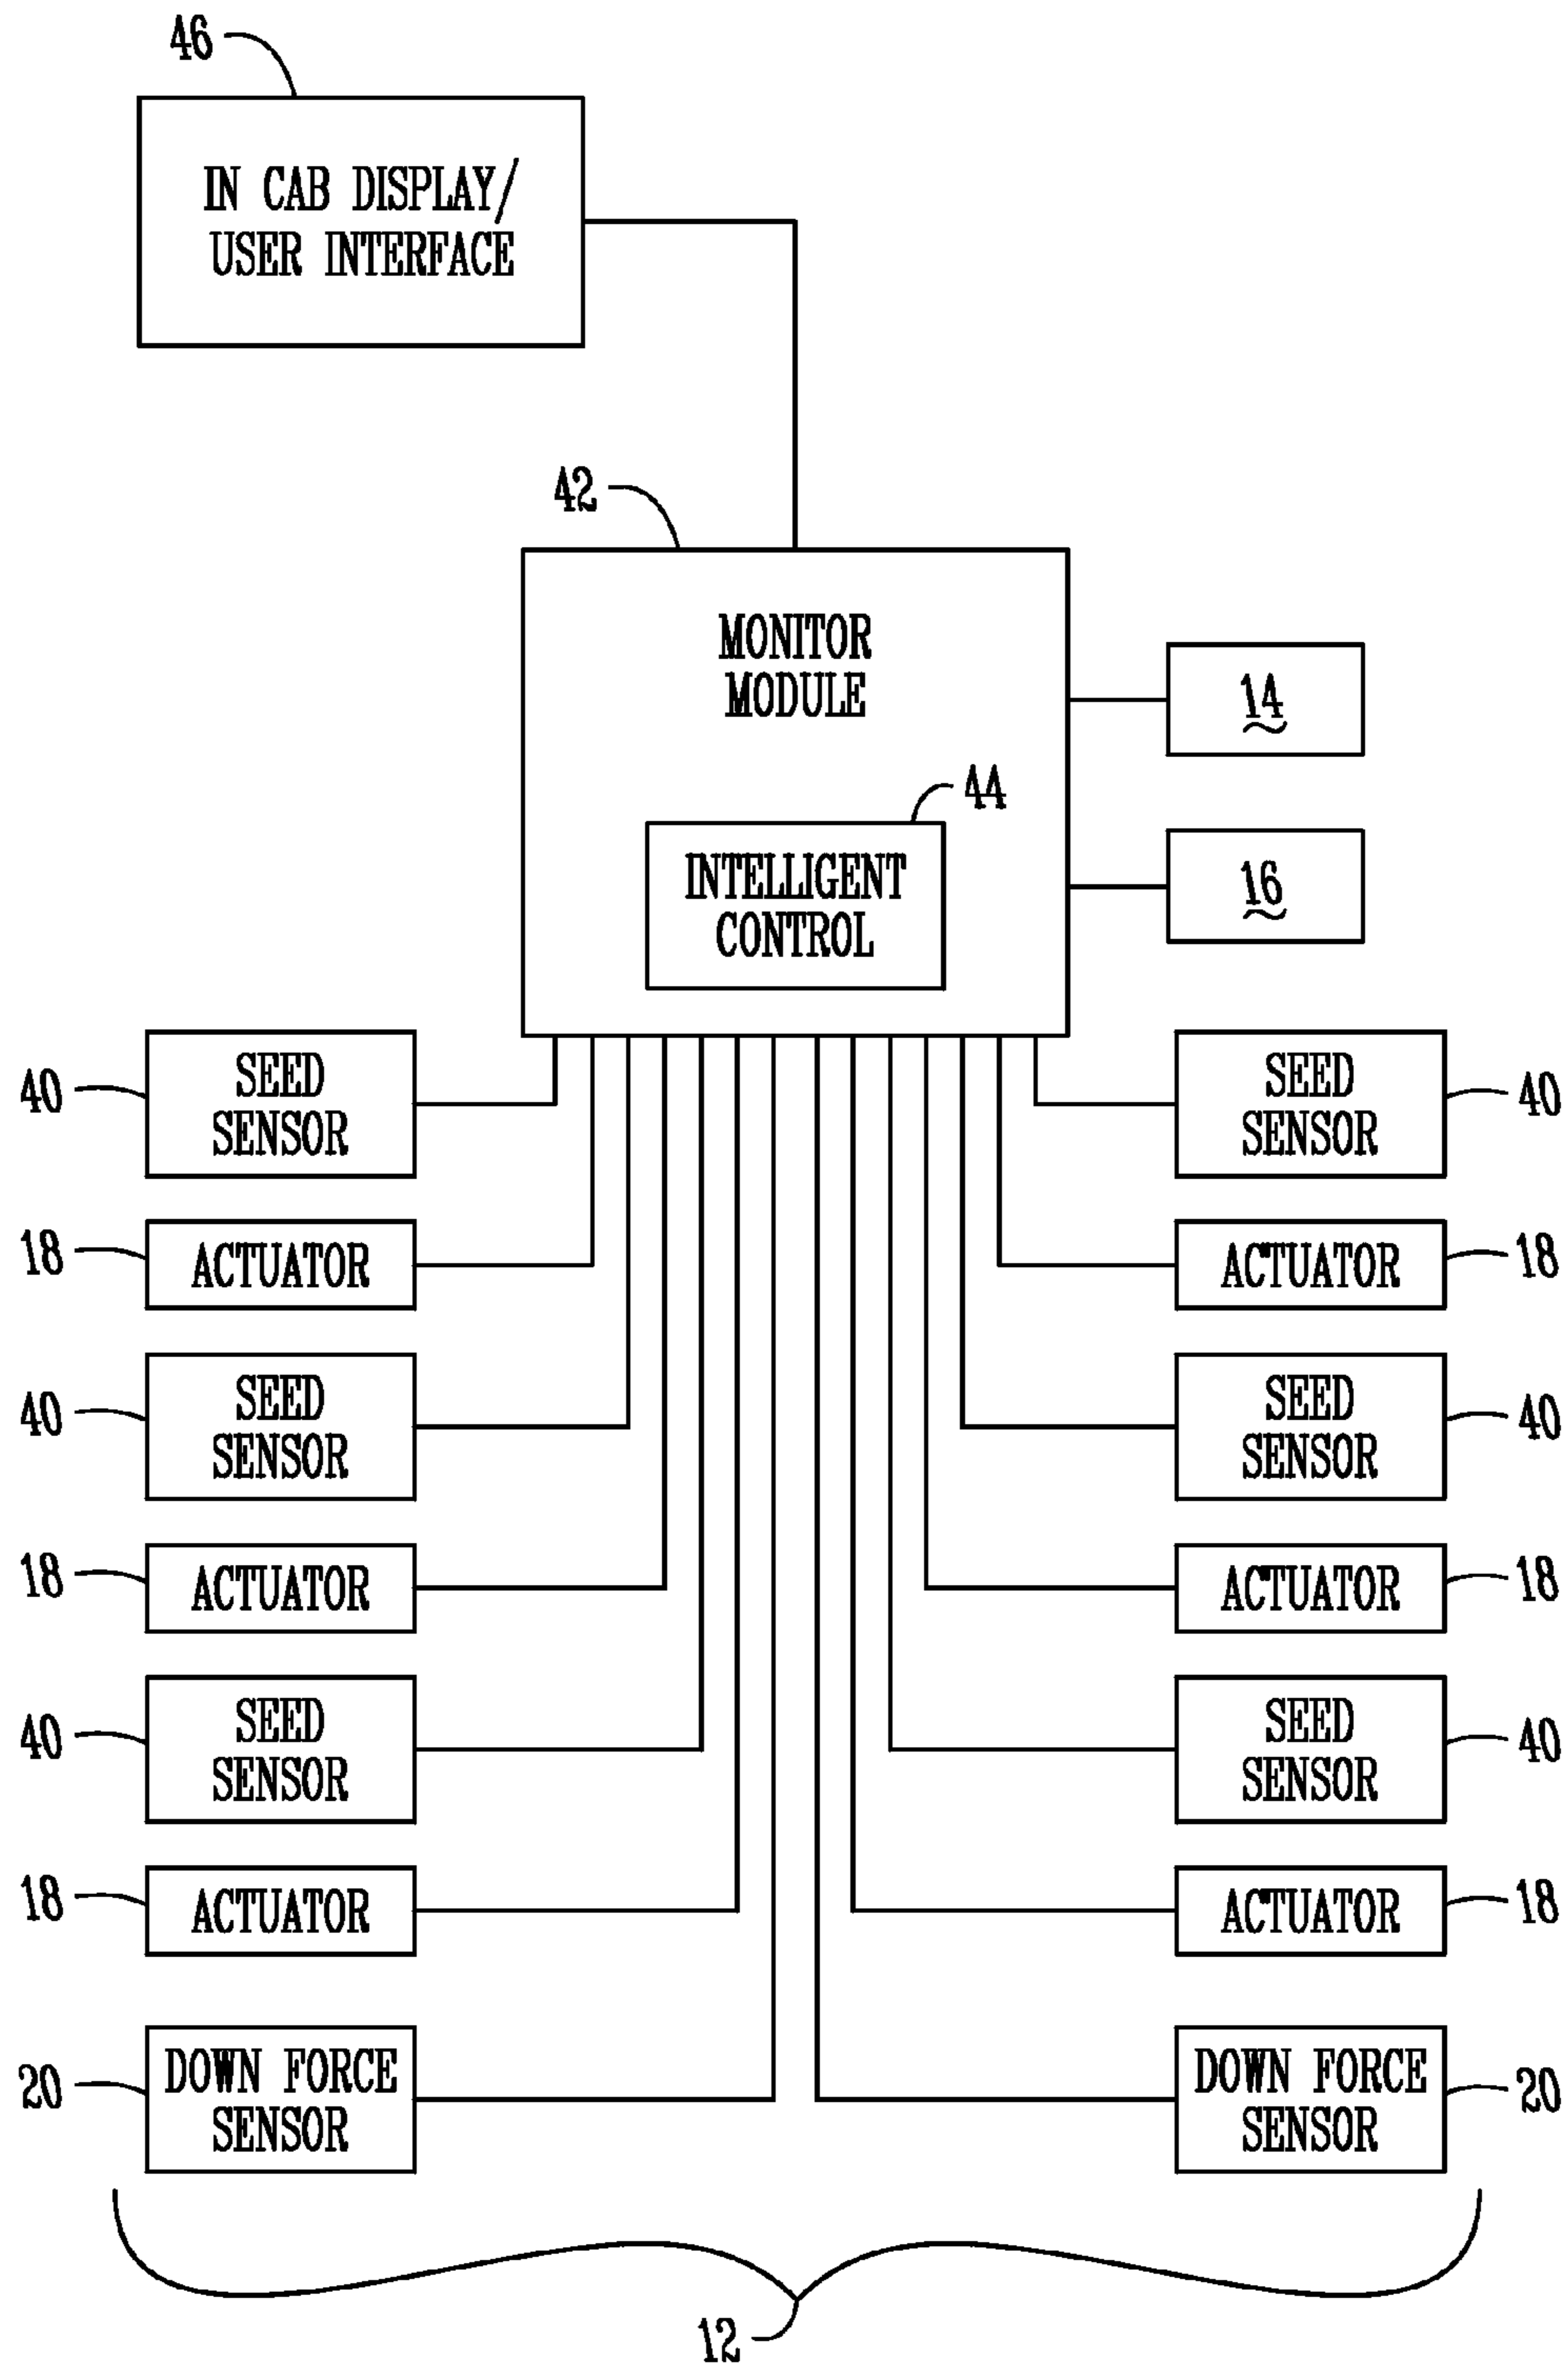 46
IN CAB DISPLAY/
USER INTERFACE
42
MONITOR
MODULE
14
44
INTELLIGENT
CONTROL
16
40
SEED
SENSOR
SEED
SENSOR
40
18
ACTUATOR
ACTUATOR
18
40
SEED
SENSOR
SEED
SENSOR
40
18
ACTUATOR
ACTUATOR
18
40
SEED
SENSOR
SEED
SENSOR
40
18
ACTUATOR
ACTUATOR
18
20
DOWN FORCE
SENSOR
DOWN FORCE
SENSOR
20
12